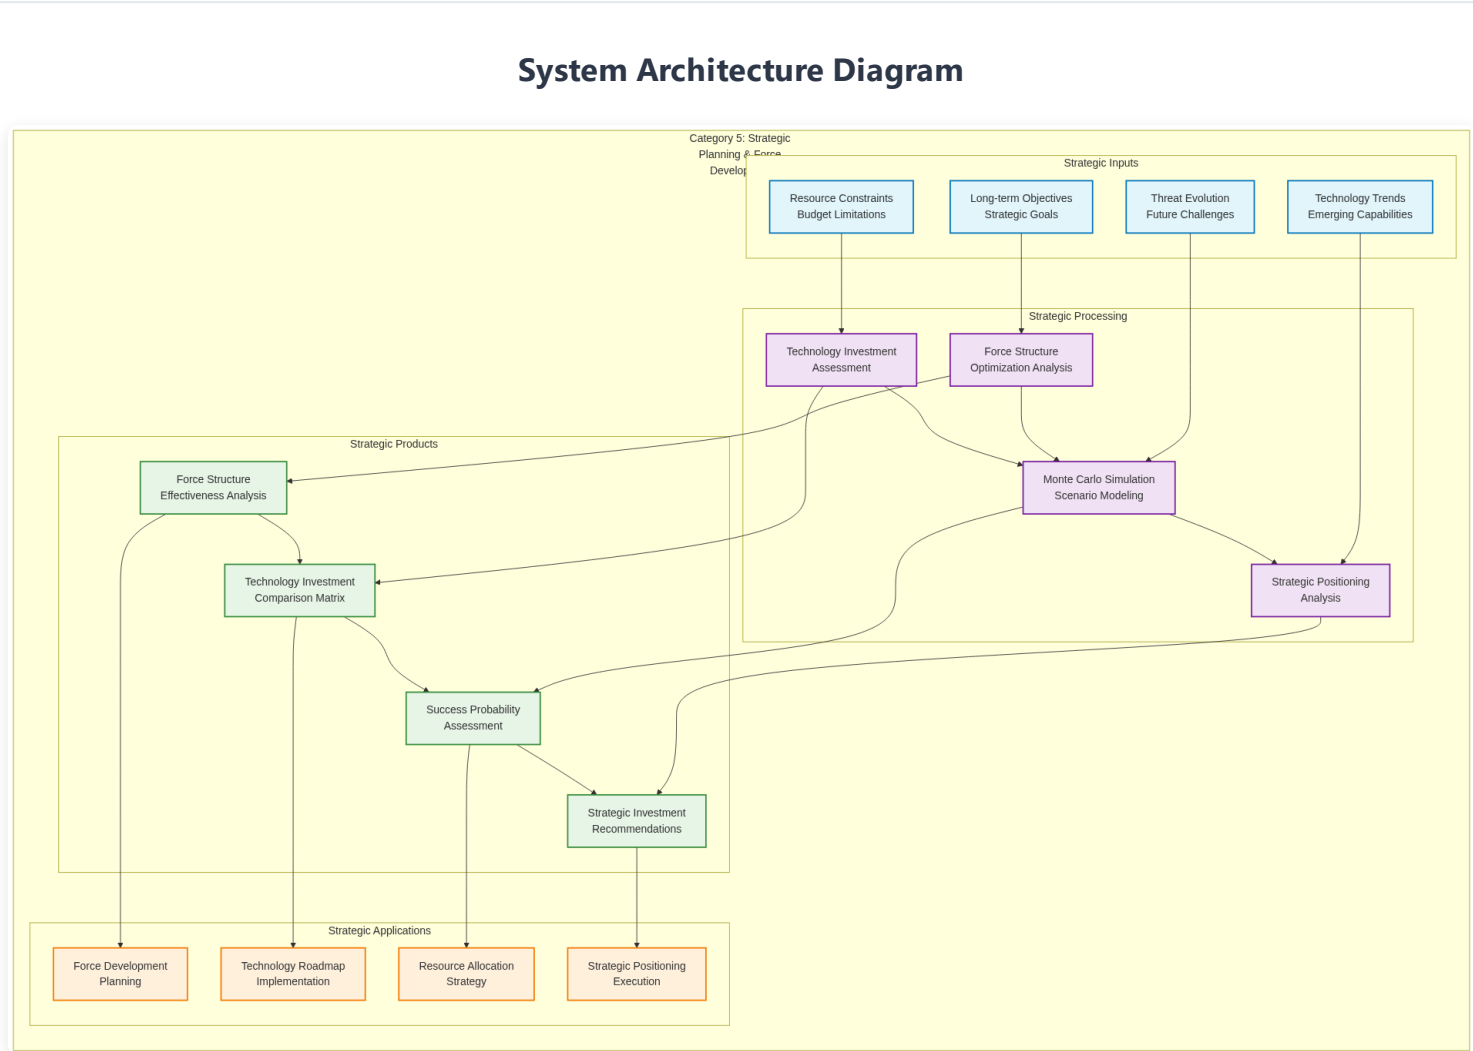 System Architecture Diagram
Category 5: Strategic
Planning & Force
Develop
Strategic Inputs
Resource Constraints
Budget Limitations
Long-term Objectives
Strategic Goals
Threat Evolution
Future Challenges
Technology Trends
Emerging Capabilities
Strategic Processing
Technology Investment
Assessment
Force Structure
Optimization Analysis
Monte Carlo Simulation
Scenario Modeling
Strategic Positioning
Analysis
Strategic Products
Force Structure
Effectiveness Analysis
Technology Investment
Comparison Matrix
Success Probability
Assessment
Strategic Investment
Recommendations
Strategic Applications
Force Development
Planning
Technology Roadmap
Implementation
Resource Allocation
Strategy
Strategic Positioning
Execution